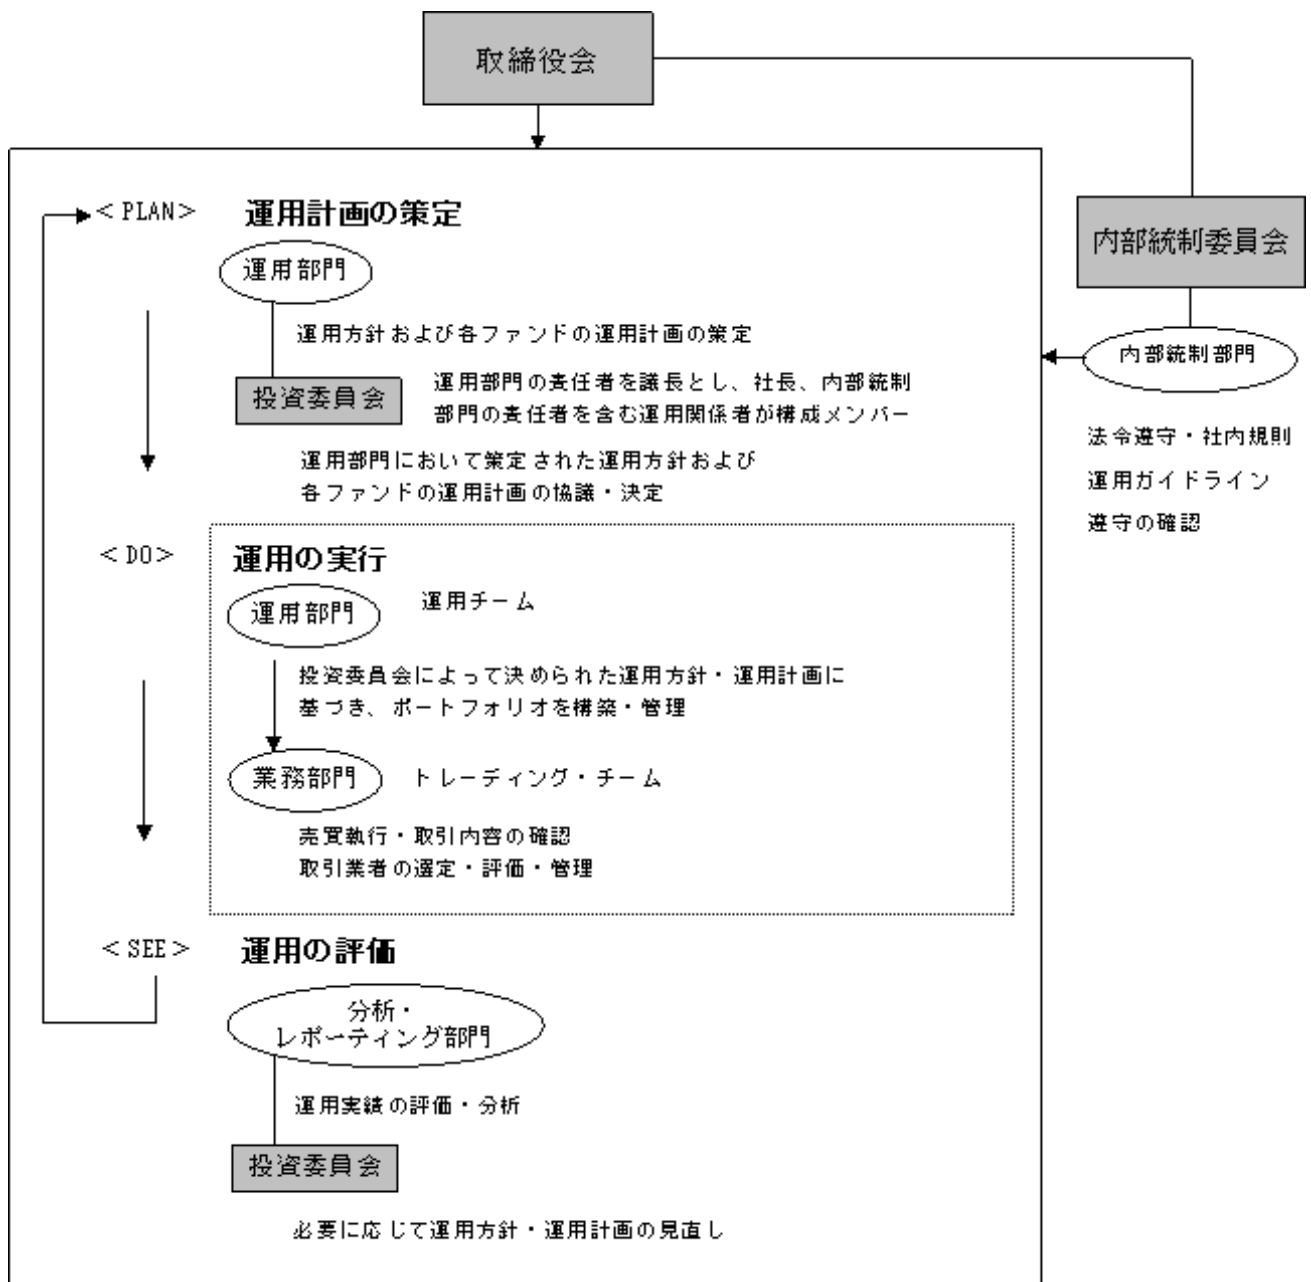 取締役会
<PLAN>
運用計画の策定
運用部門
運用方針および各ファンドの運用計画の策定
投資委員会
運用部門の責任者を議長とし、社長、内部統制
部門の責任者を含む運用関係者が構成メンバー
運用部門において策定された運用方針および
各ファンドの運用計画の協議・決定
内部統制委員会
内部統制部門
法令遵守・社内規則
運用ガイドライン
遵守の確認
<DO>
運用の実行
運用部門
運用チーム
投資委員会によって決められた運用方針・運用計画に
基づき、ポートフォリオを構築・管理
業務部門
トレーディング・チーム
売買執行・取引内容の確認
取引業者の選定・評価・管理
<SEE>
運用の評価
分析・
レポーティング部門
運用実績の評価・分析
投資委員会
必要に応じて運用方針・運用計画の見直し